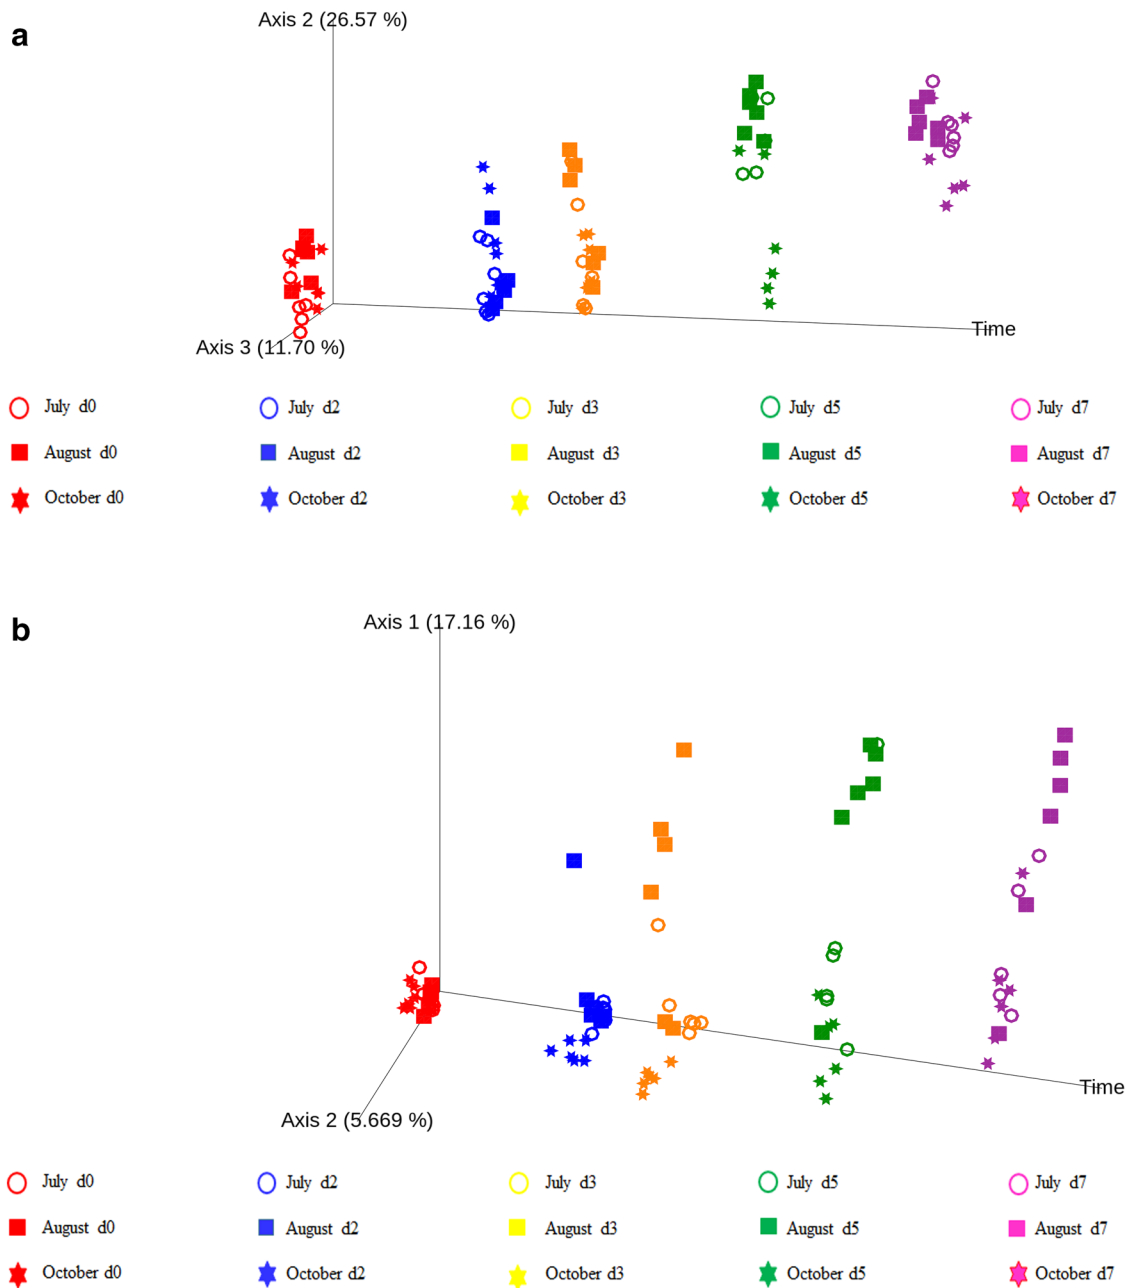 a
Axis 2 (26.57 %)
Time
Axis 3 (11.70 %)
July d0 July d2 July d3 July d5 July d7
August d0 August d2 August d3 August d5 August d7
October d0 October d2 October d3 October d5 October d7
b
Axis 1 (17.16 %)
Time
Axis 2 (5.669 %)
July d0 July d2 July d3 July d5 July d7
August d0 August d2 August d3 August d5 August d7
October d0 October d2 October d3 October d5 October d7